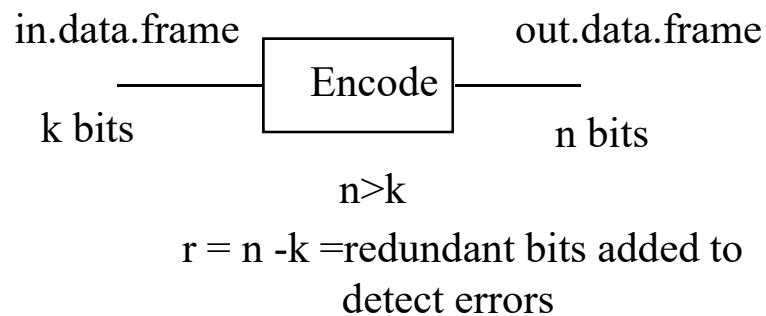 in.data.frame
out.data.frame
Encode
k bits
n bits
n>k
r = n -k =redundant bits added to
detect errors